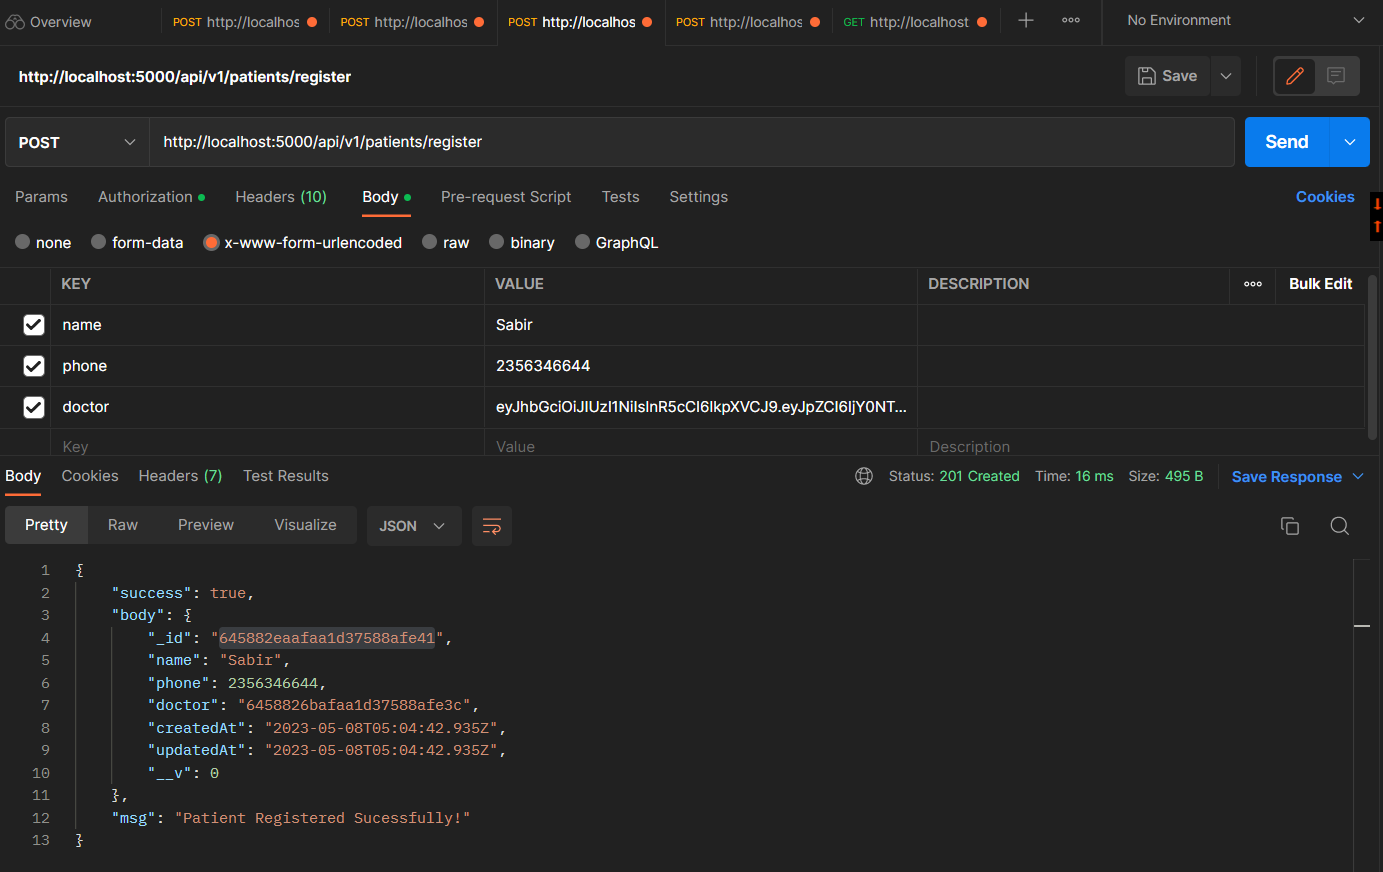 Overview POST http://localhos POST http://localhos POST http://localhos POST http://localhos GET http://localhost No Environment
http://localhost:5000/api/v1/patients/register Save
POST http://localhost:5000/api/v1/patients/register Send
Params Authorization Headers (10) Body Pre-request Script Tests Settings Cookies
none form-data x-www-form-urlencoded raw binary GraphQL
KEY VALUE DESCRIPTION Bulk Edit
name Sabir
phone 2356346644
doctor eyJhbGciOiJIUzI1NiIsInR5cCI6IkpXVCJ9.eyJpZCI6IjY0NT...
Key Value Description
Body Cookies Headers (7) Test Results Status: 201 Created Time: 16 ms Size: 495 B Save Response
Pretty Raw Preview Visualize JSON
1 {
2 "success": true,
3 "body": {
4 "_id": "645882eaafaa1d37588afe41",
5 "name": "Sabir",
6 "phone": 2356346644,
7 "doctor": "6458826bafaa1d37588afe3c",
8 "createdAt": "2023-05-08T05:04:42.935Z",
9 "updatedAt": "2023-05-08T05:04:42.935Z",
10 "__v": 0
11 },
12 "msg": "Patient Registered Sucessfully!"
13 }